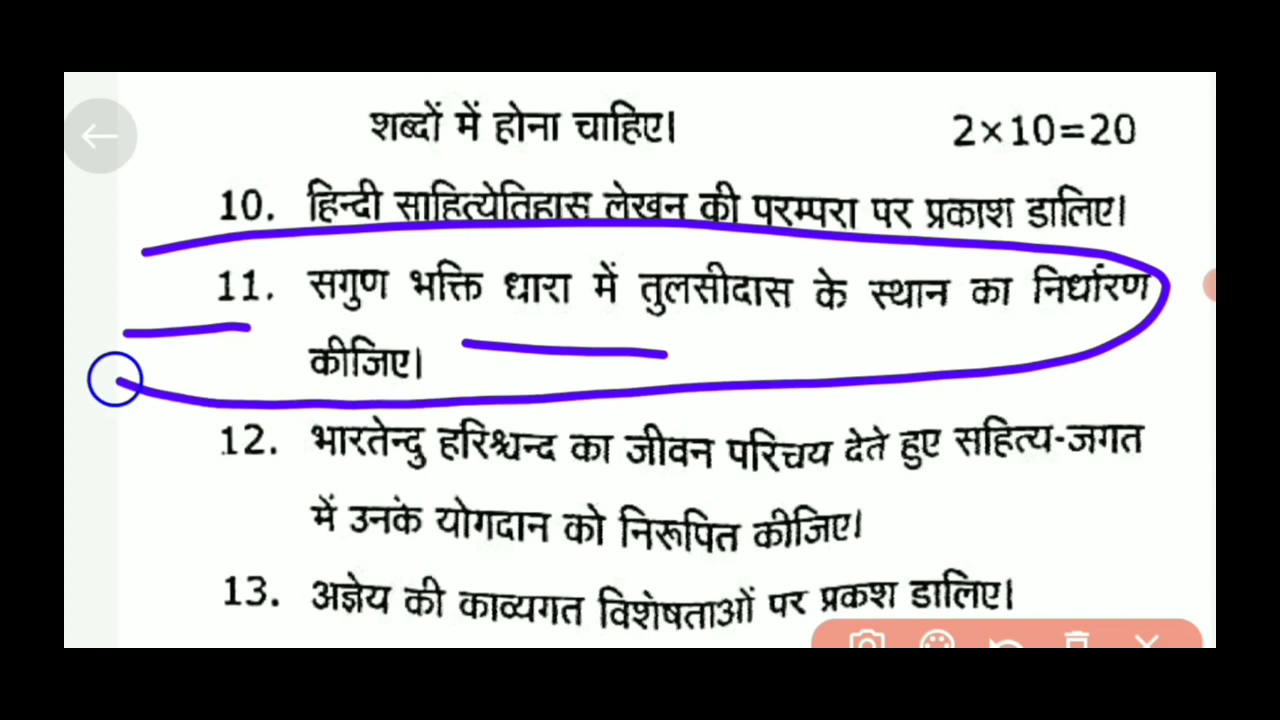 शब्दों में होना चाहिए। 2×10=20
10. हिन्दी साहित्येतिहास लेखन की परम्परा पर प्रकाश डालिए।
11. सगुण भक्ति धारा में तुलसीदास के स्थान का निर्धारण
कीजिए।
12. भारतेन्दु हरिश्चन्द का जीवन परिचय देते हुए सहित्य-जगत
में उनके योगदान को निरूपित कीजिए।
13. अज्ञेय की काव्यगत विशेषताओं पर प्रकश डालिए।